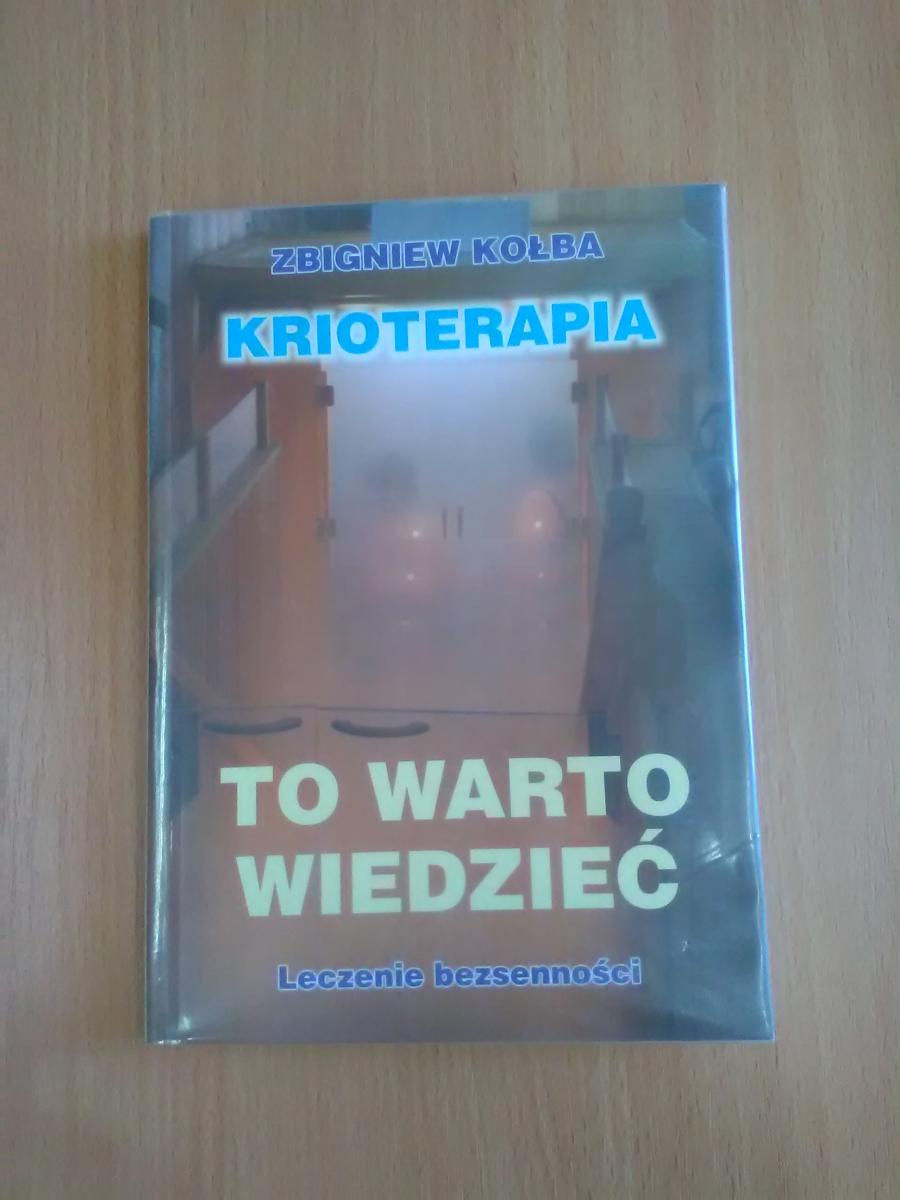 ZBIGNIEW KOŁBA
KRIOTERAPIA
TO WARTO
WIEDZIEĆ
Leczenie bezsenności